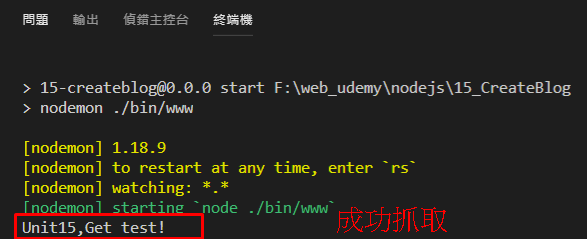 問題 輸出 偵錯主控台 終端機
> 15-createblog@0.0.0 start F:\web_udemy\nodejs\15_CreateBlog
> nodemon ./bin/www
[nodemon] 1.18.9
[nodemon] to restart at any time, enter `rs`
[nodemon] watching: *.*
[nodemon] starting `node ./bin/www`
Unit15,Get test! 成功抓取